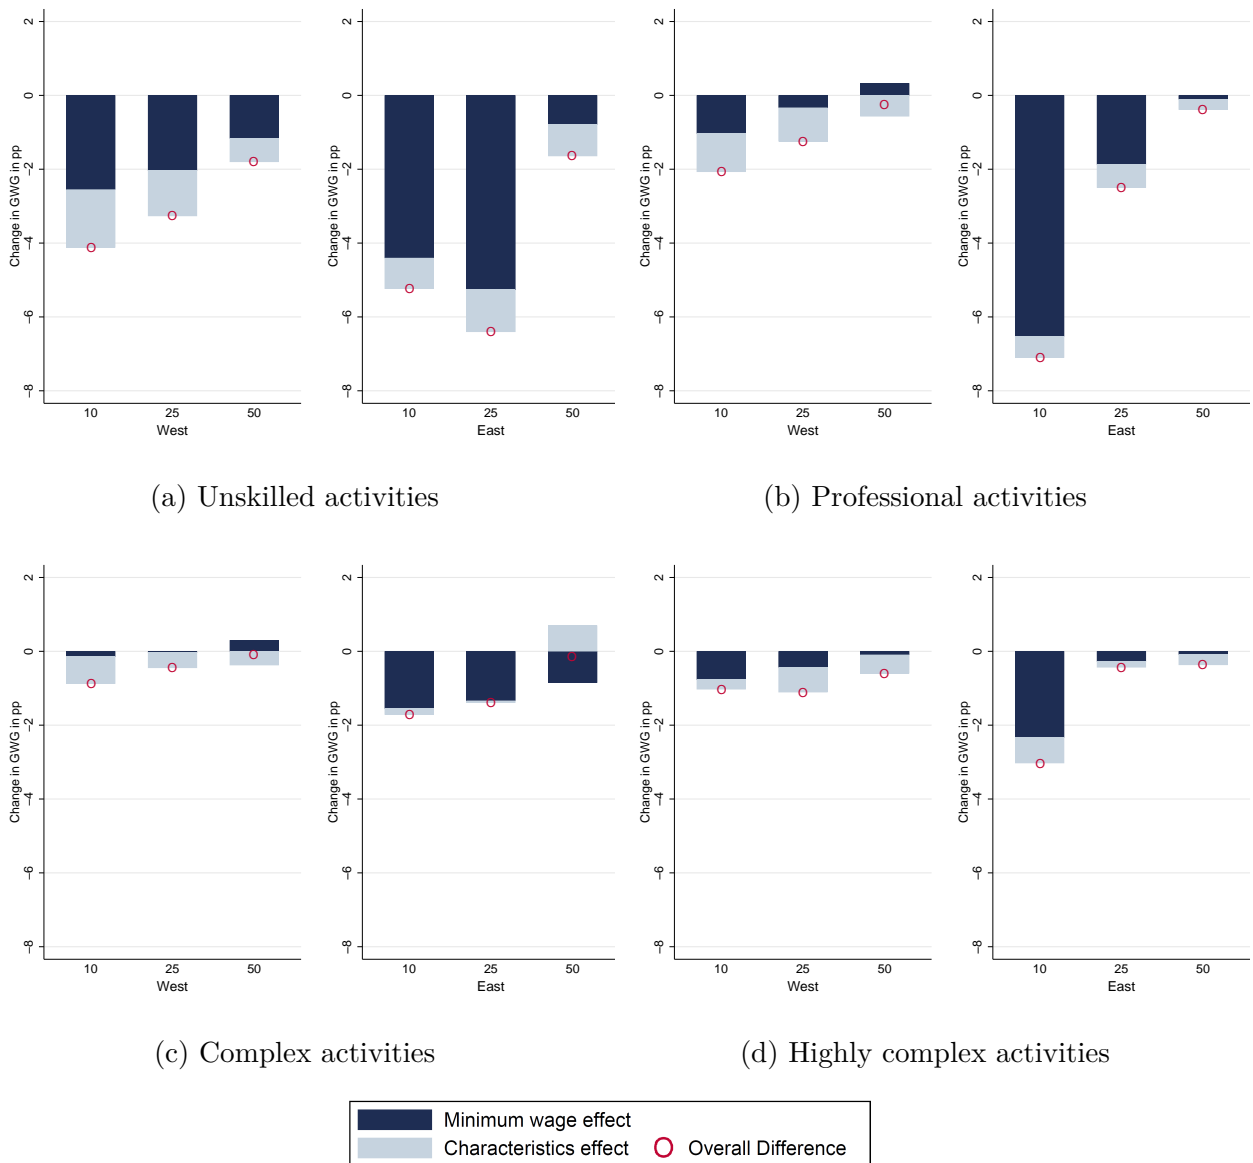 Change in GWG in pp
2
0
−2
−4
−6
−8
10 25 50
West
Change in GWG in pp
2
0
−2
−4
−6
−8
10 25 50
East
(a) Unskilled activities
Change in GWG in pp
2
0
−2
−4
−6
−8
10 25 50
West
Change in GWG in pp
2
0
−2
−4
−6
−8
10 25 50
East
(b) Professional activities
Change in GWG in pp
2
0
−2
−4
−6
−8
10 25 50
West
Change in GWG in pp
2
0
−2
−4
−6
−8
10 25 50
East
(c) Complex activities
Change in GWG in pp
2
0
−2
−4
−6
−8
10 25 50
West
Change in GWG in pp
2
0
−2
−4
−6
−8
10 25 50
East
(d) Highly complex activities
Minimum wage effect
Characteristics effect Overall Difference